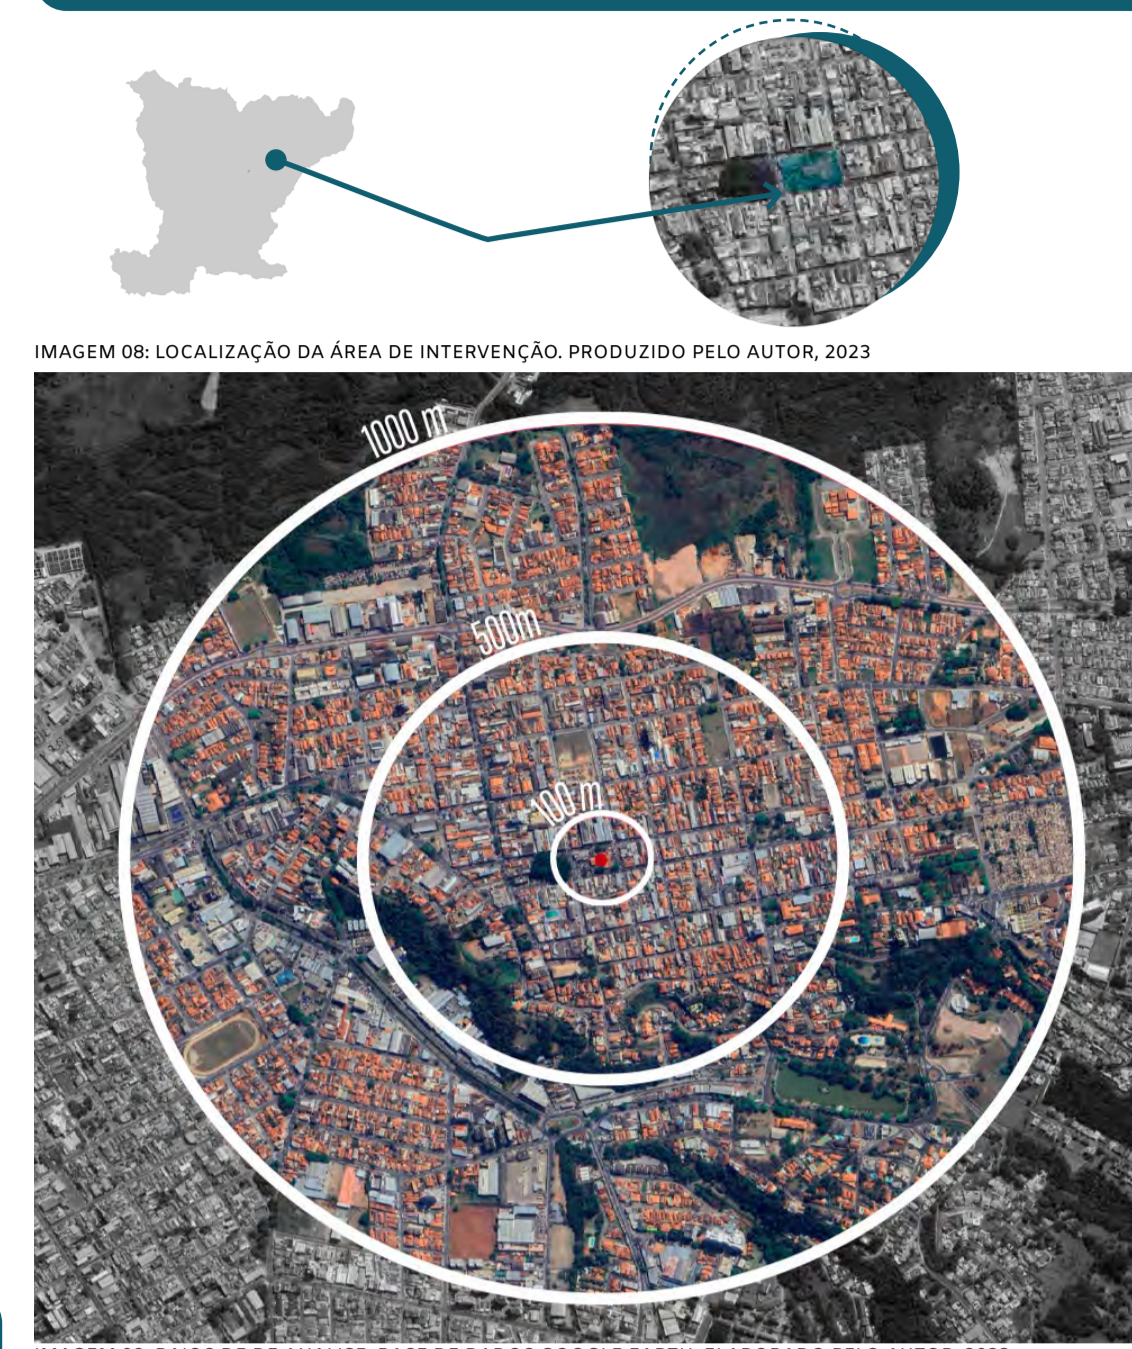 IMAGEM 08: LOCALIZAÇÃO DA ÁREA DE INTERVENÇÃO. PRODUZIDO PELO AUTOR, 2023
1000 m
500m
100 m